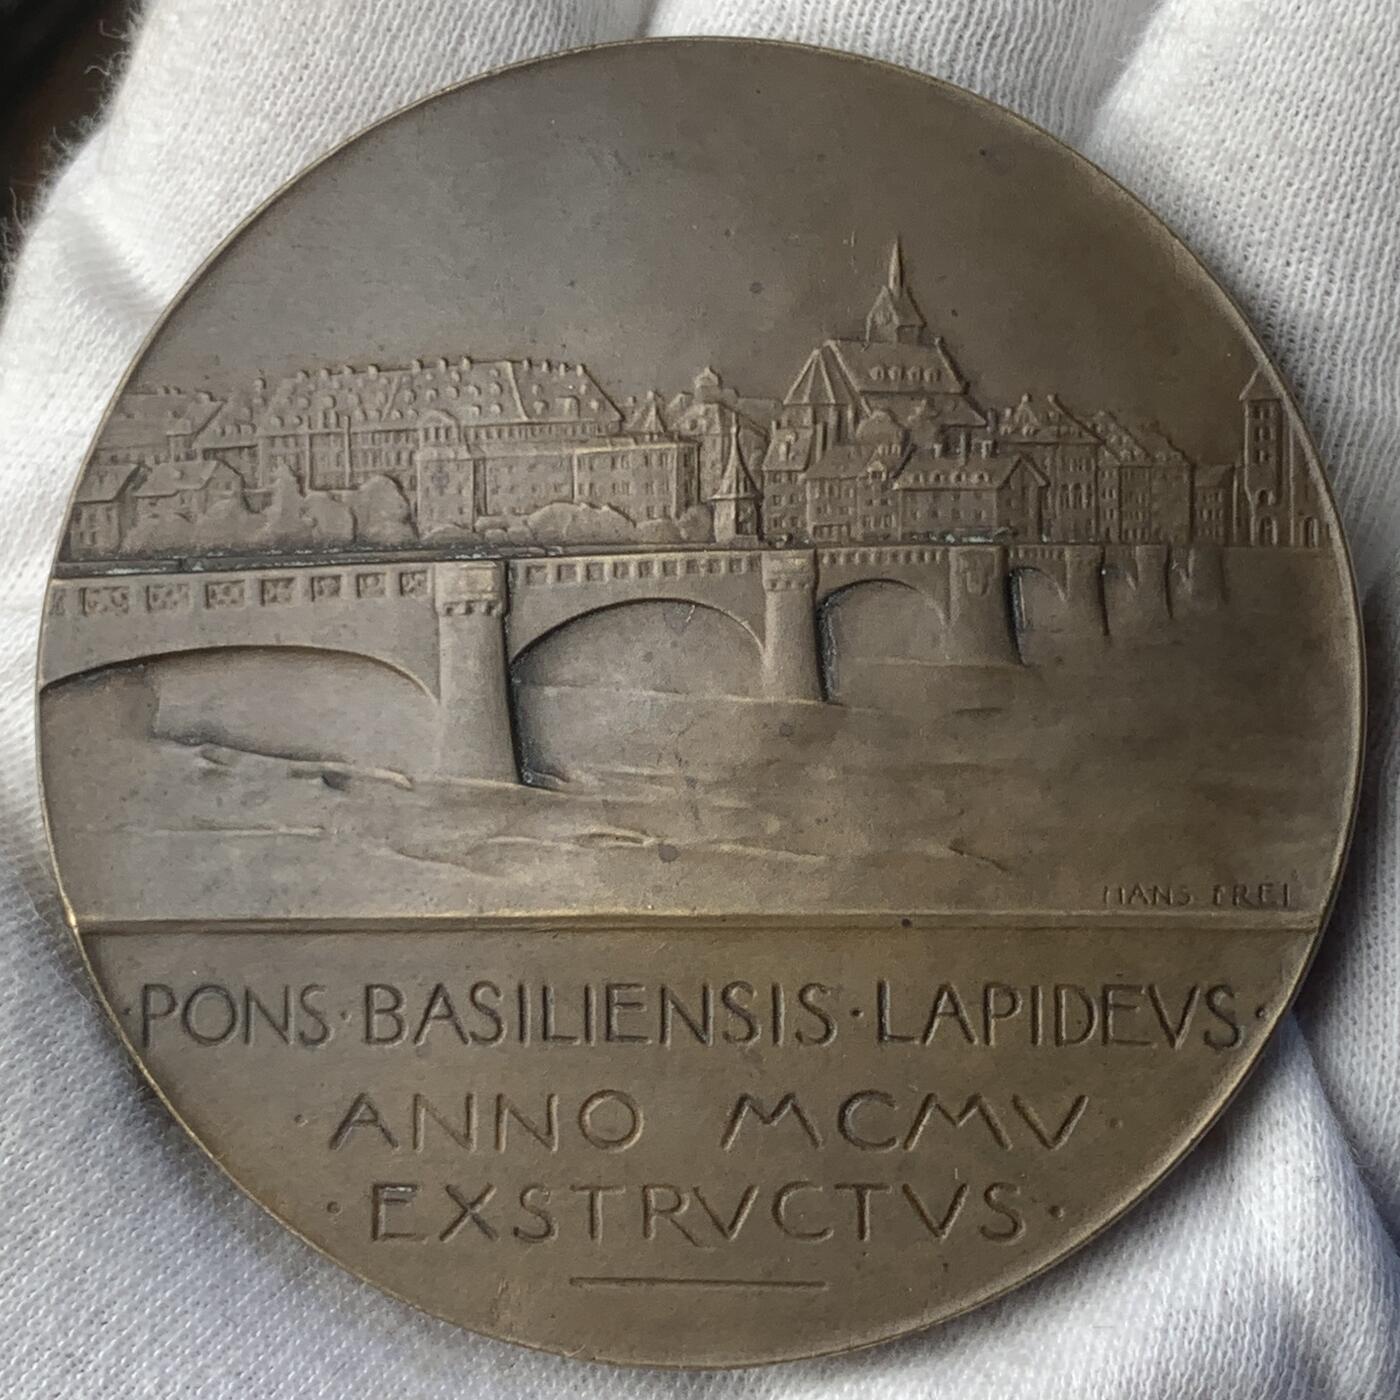 HANS FREI
·PONS·BASILIENSIS·LAPIDEVS·
·ANNO MCMV·
·EXSTRVCTVS·